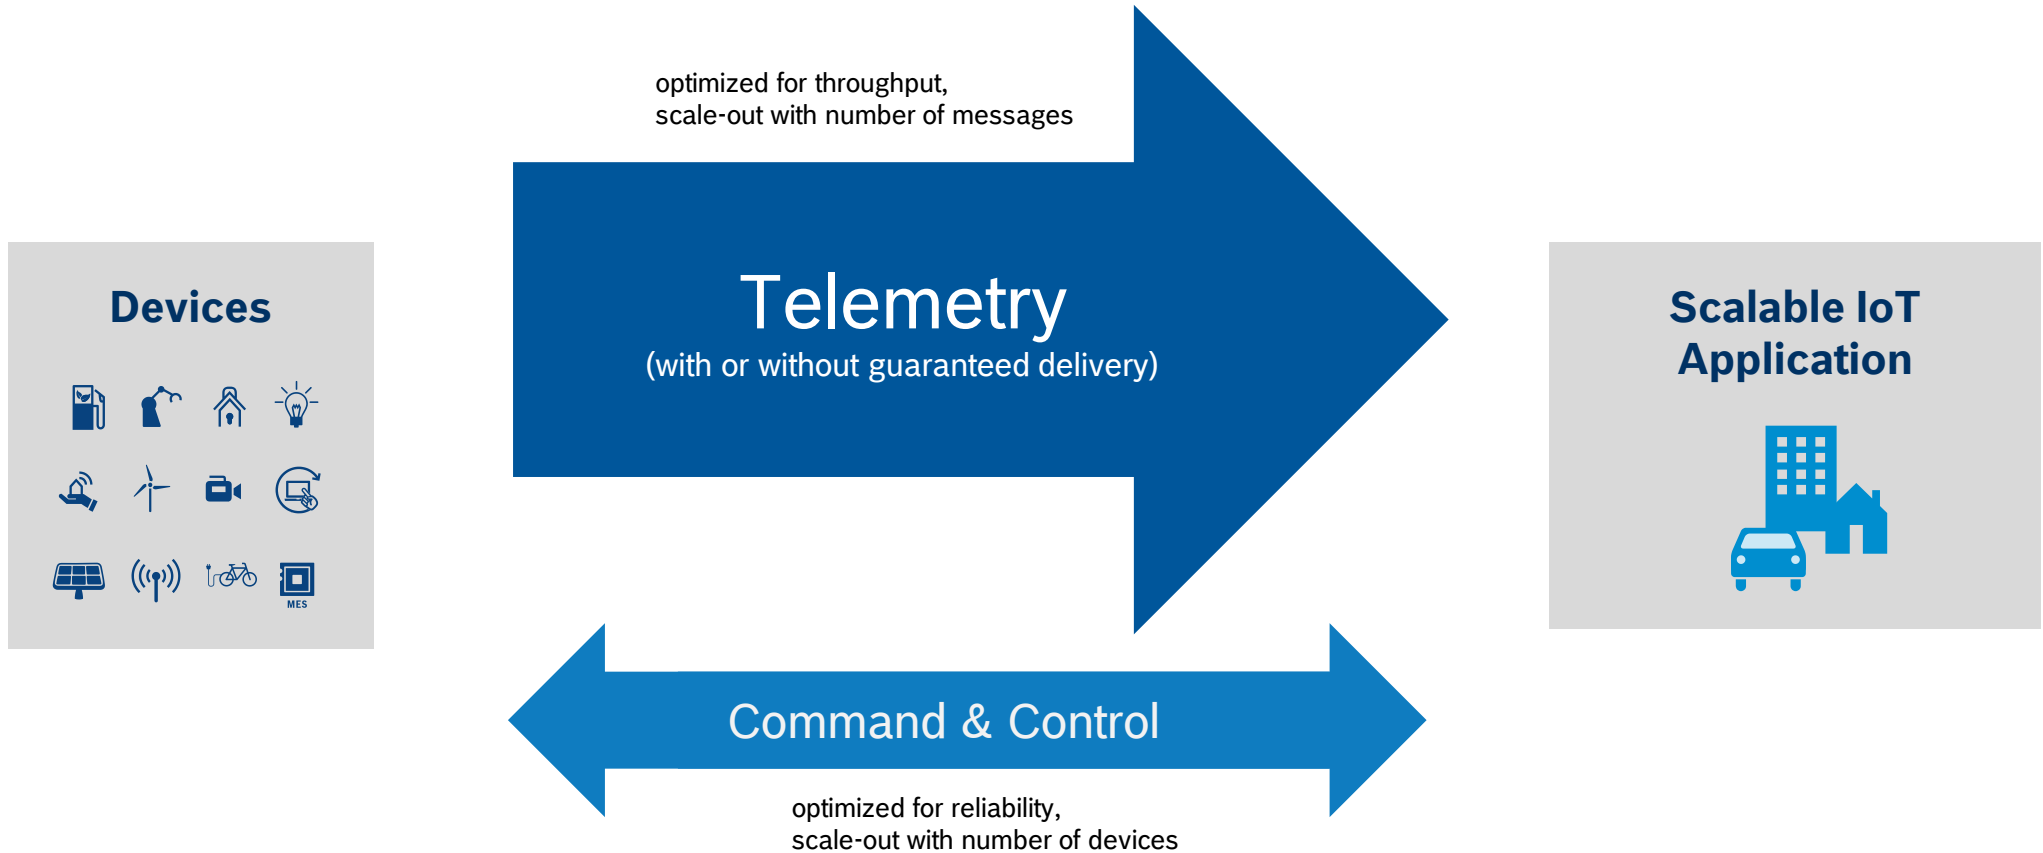 optimized for throughput,
scale-out with number of messages
Devices
MES
Telemetry
(with or without guaranteed delivery)
Scalable IoT
Application
Command & Control
optimized for reliability,
scale-out with number of devices